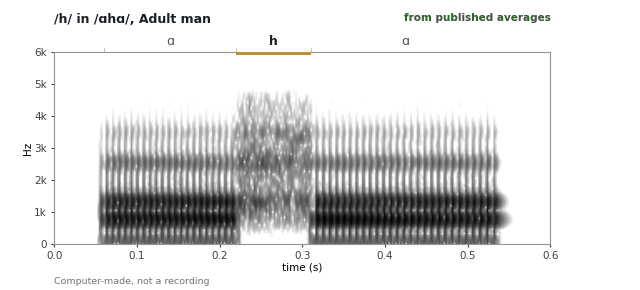 /h/ in /ɑhɑ/, Adult man
from published averages
ɑ h ɑ
6k
5k
4k
3k
2k
1k
0
Hz
0.0 0.1 0.2 0.3 0.4 0.5 0.6
time (s)
Computer-made, not a recording